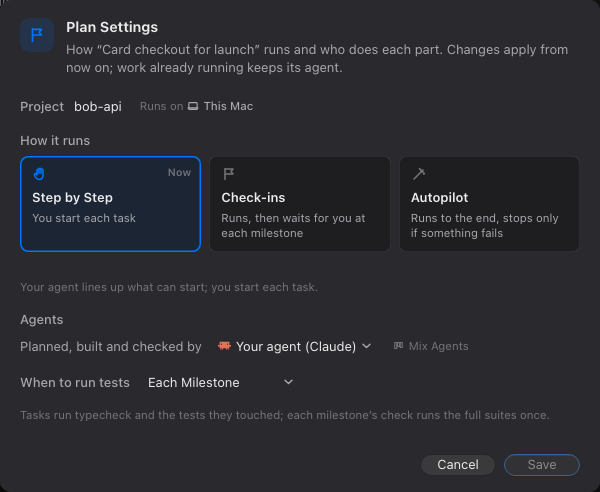 Plan Settings
How “Card checkout for launch” runs and who does each part. Changes apply from
now on; work already running keeps its agent.
Project bob-api Runs on This Mac
How it runs
Now
Step by Step
You start each task
Check-ins
Runs, then waits for you at
each milestone
Autopilot
Runs to the end, stops only
if something fails
Your agent lines up what can start; you start each task.
Agents
Planned, built and checked by Your agent (Claude) Mix Agents
When to run tests Each Milestone
Tasks run typecheck and the tests they touched; each milestone's check runs the full suites once.
Cancel Save